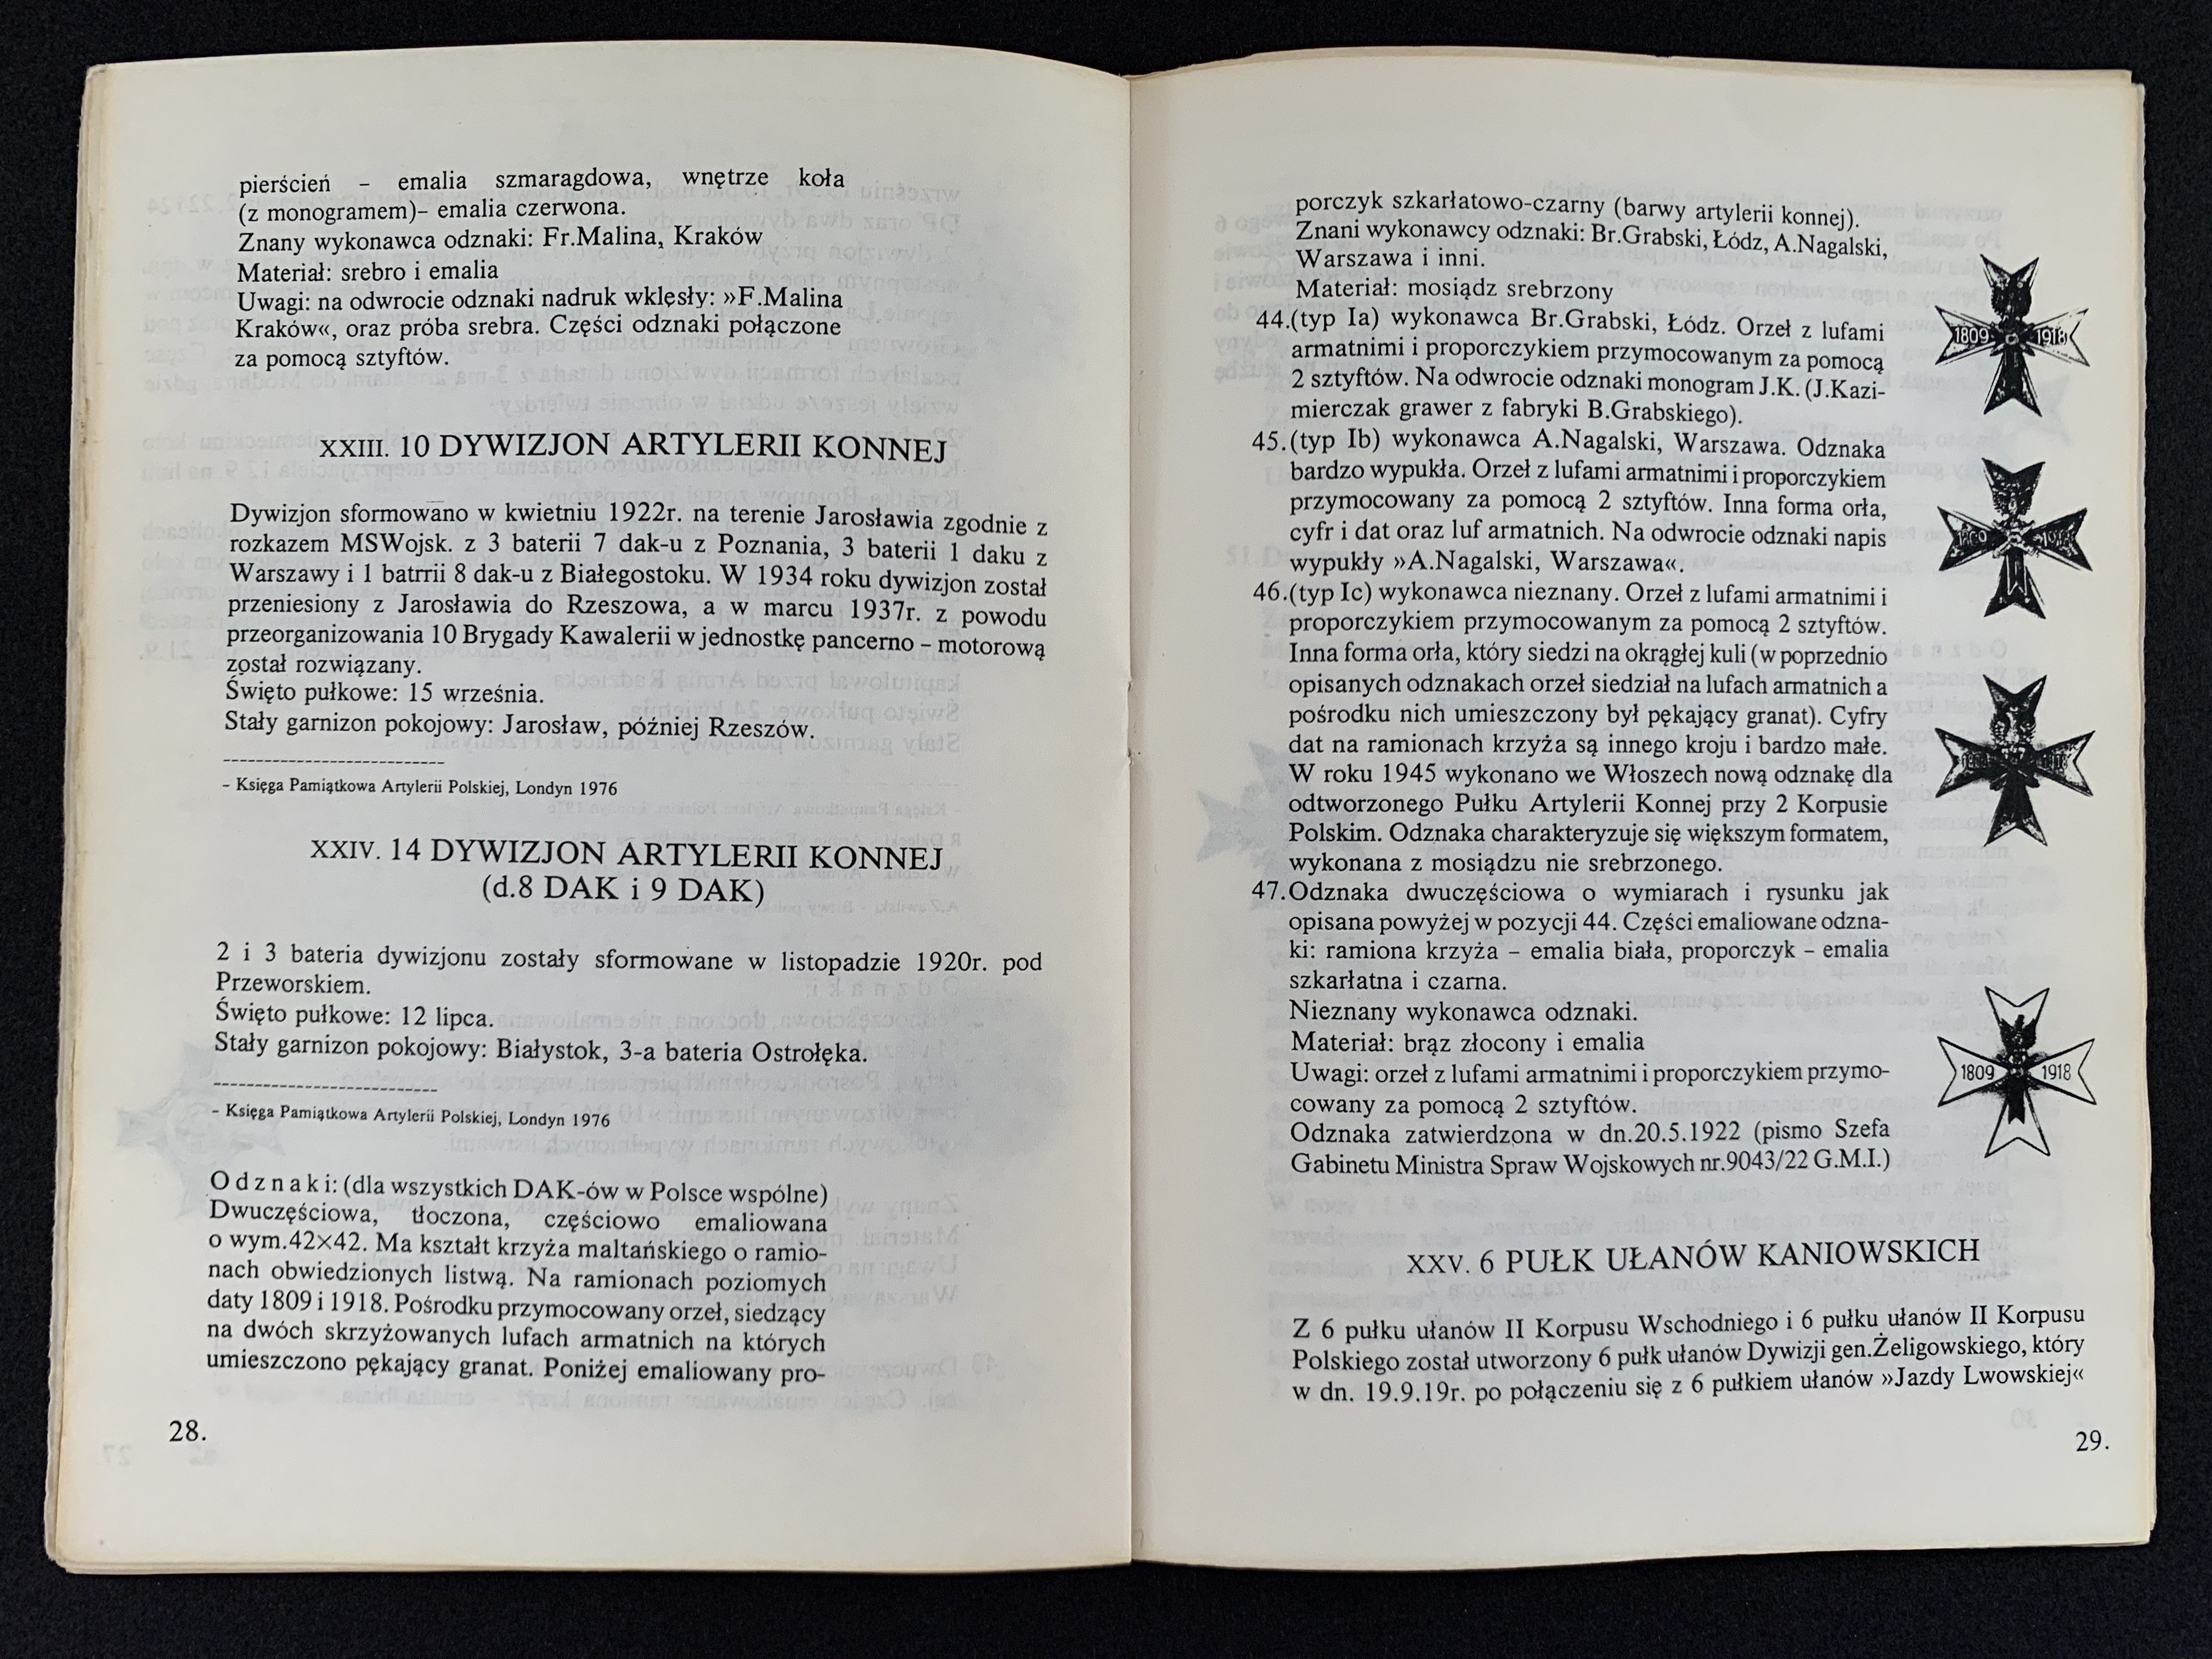 pierścień – emalia szmaragdowa, wnętrze koła
(z monogramem)– emalia czerwona.
Znany wykonawca odznaki: Fr.Malina, Kraków
Materiał: srebro i emalia
Uwagi: na odwrocie odznaki nadruk wklęsły: »F.Malina
Kraków«, oraz próba srebra. Części odznaki połączone
za pomocą sztyftów.
XXIII. 10 DYWIZJON ARTYLERII KONNEJ
Dywizjon sformowano w kwietniu 1922r. na terenie Jarosławia zgodnie z
rozkazem MSWojsk. z 3 baterii 7 dak-u z Poznania, 3 baterii 1 daku z
Warszawy i 1 batrrii 8 dak-u z Białegostoku. W 1934 roku dywizjon został
przeniesiony z Jarosławia do Rzeszowa, a w marcu 1937r. z powodu
przeorganizowania 10 Brygady Kawalerii w jednostkę pancerno – motorową
został rozwiązany.
Święto pułkowe: 15 września.
Stały garnizon pokojowy: Jarosław, później Rzeszów.
– Księga Pamiątkowa Artylerii Polskiej, Londyn 1976
XXIV. 14 DYWIZJON ARTYLERII KONNEJ
(d.8 DAK i 9 DAK)
2 i 3 bateria dywizjonu zostały sformowane w listopadzie 1920r. pod
Przeworskiem.
Święto pułkowe: 12 lipca.
Stały garnizon pokojowy: Białystok, 3-a bateria Ostrołęka.
– Księga Pamiątkowa Artylerii Polskiej, Londyn 1976
O d z n a k i: (dla wszystkich DAK-ów w Polsce wspólne)
Dwuczęściowa, tłoczona, częściowo emaliowana
o wym.42×42. Ma kształt krzyża maltańskiego o ramio-
nach obwiedzionych listwą. Na ramionach poziomych
daty 1809 i 1918. Pośrodku przymocowany orzeł, siedzący
na dwóch skrzyżowanych lufach armatnich na których
umieszczono pękający granat. Poniżej emaliowany pro-
28.
porczyk szkarłatowo-czarny (barwy artylerii konnej).
Znani wykonawcy odznaki: Br.Grabski, Łódz, A.Nagalski,
Warszawa i inni.
Materiał: mosiądz srebrzony
44.(typ Ia) wykonawca Br.Grabski, Łódz. Orzeł z lufami
armatnimi i proporczykiem przymocowanym za pomocą
2 sztyftów. Na odwrocie odznaki monogram J.K. (J.Kazi-
mierczak grawer z fabryki B.Grabskiego).
1809 1918
45.(typ Ib) wykonawca A.Nagalski, Warszawa. Odznaka
bardzo wypukła. Orzeł z lufami armatnimi i proporczykiem
przymocowany za pomocą 2 sztyftów. Inna forma orła,
cyfr i dat oraz luf armatnich. Na odwrocie odznaki napis
wypukły »A.Nagalski, Warszawa«.
46.(typ Ic) wykonawca nieznany. Orzeł z lufami armatnimi i
proporczykiem przymocowanym za pomocą 2 sztyftów.
Inna forma orła, który siedzi na okrągłej kuli (w poprzednio
opisanych odznakach orzeł siedział na lufach armatnich a
pośrodku nich umieszczony był pękający granat). Cyfry
dat na ramionach krzyża są innego kroju i bardzo małe.
W roku 1945 wykonano we Włoszech nową odznakę dla
odtworzonego Pułku Artylerii Konnej przy 2 Korpusie
Polskim. Odznaka charakteryzuje się większym formatem,
wykonana z mosiądzu nie srebrzonego.
47.Odznaka dwuczęściowa o wymiarach i rysunku jak
opisana powyżej w pozycji 44. Części emaliowane odzna-
ki: ramiona krzyża – emalia biała, proporczyk – emalia
szkarłatna i czarna.
Nieznany wykonawca odznaki.
Materiał: brąz złocony i emalia
Uwagi: orzeł z lufami armatnimi i proporczykiem przymo-
cowany za pomocą 2 sztyftów.
Odznaka zatwierdzona w dn.20.5.1922 (pismo Szefa
Gabinetu Ministra Spraw Wojskowych nr.9043/22 G.M.I.)
1809 1918
XXV. 6 PUŁK UŁANÓW KANIOWSKICH
Z 6 pułku ułanów II Korpusu Wschodniego i 6 pułku ułanów II Korpusu
Polskiego został utworzony 6 pułk ułanów Dywizji gen.Żeligowskiego, który
w dn. 19.9.19r. po połączeniu się z 6 pułkiem ułanów »Jazdy Lwowskiej«
29.